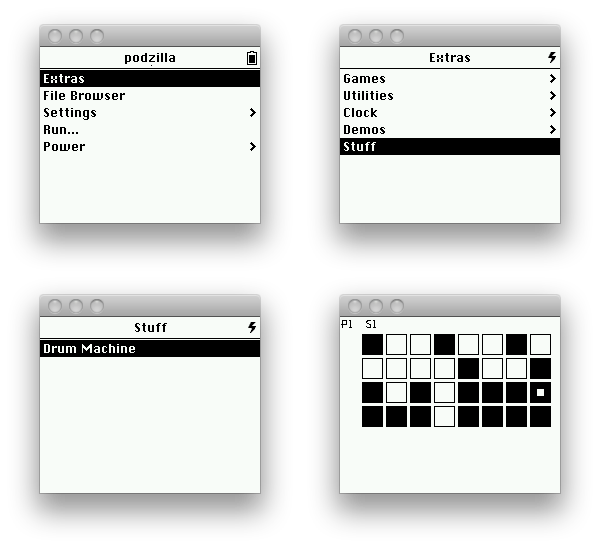 podzilla
Extras
File Browser
Settings
Run...
Power
Extras
Games
Utilities
Clock
Demos
Stuff
Stuff
Drum Machine
P1 S1